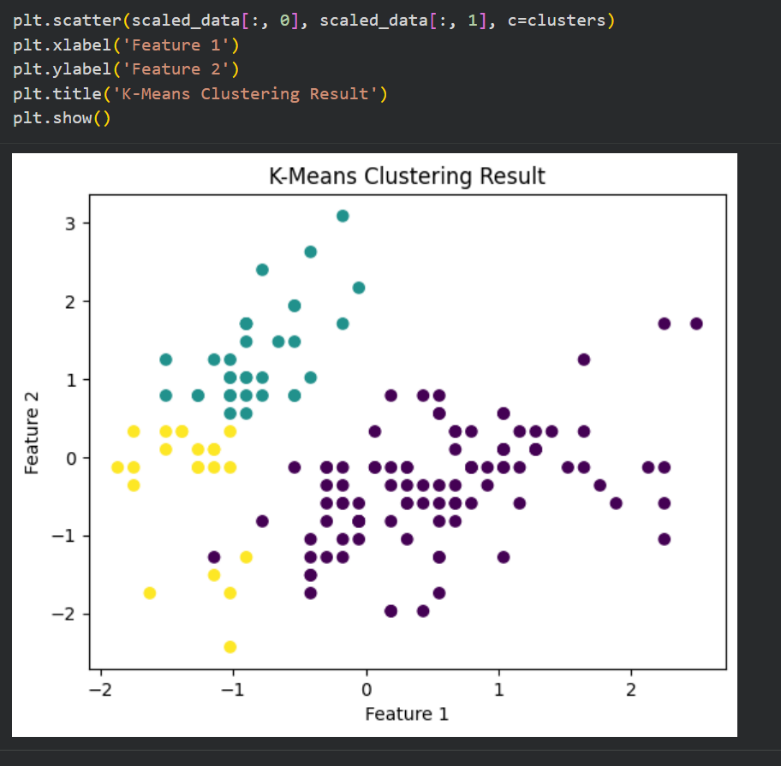 plt.scatter(scaled_data[:, 0], scaled_data[:, 1], c=clusters)
plt.xlabel('Feature 1')
plt.ylabel('Feature 2')
plt.title('K-Means Clustering Result')
plt.show()
K-Means Clustering Result
3
2
1
0
−1
−2
Feature 2
−2 −1 0 1 2
Feature 1